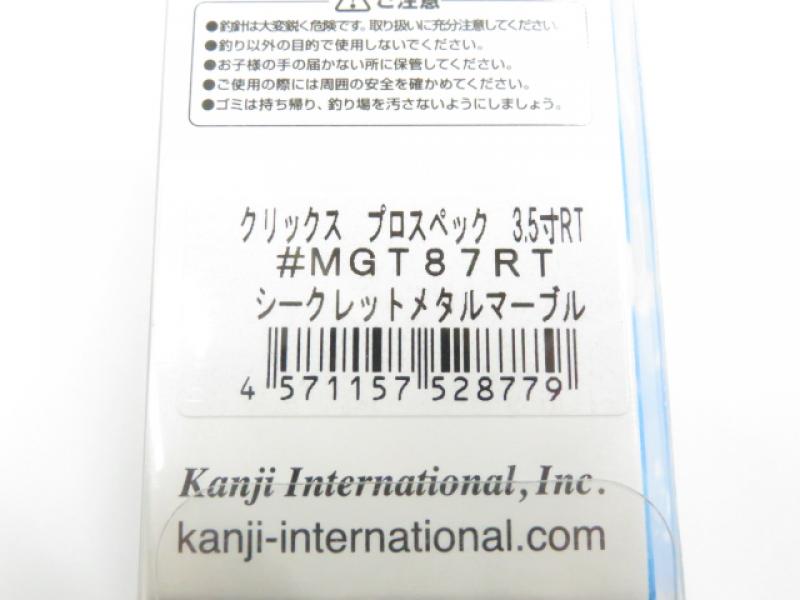 ご注意
●釣針は大変鋭く危険です。取り扱いに充分注意してください。
●釣り以外の目的で使用しないでください。
●お子様の手の届かない所に保管してください。
●ご使用の際には周囲の安全を確かめてください。
●ゴミは持ち帰り、釣り場を汚さないようにしましょう。
クリックス プロスペック 3.5寸RT
#MGT87RT
シークレットメタルマーブル
4 571157 528779
Kanji International, Inc.
kanji-international.com